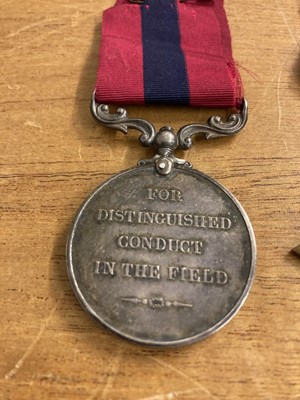 FOR
DISTINGUISHED
CONDUCT
IN THE FIELD